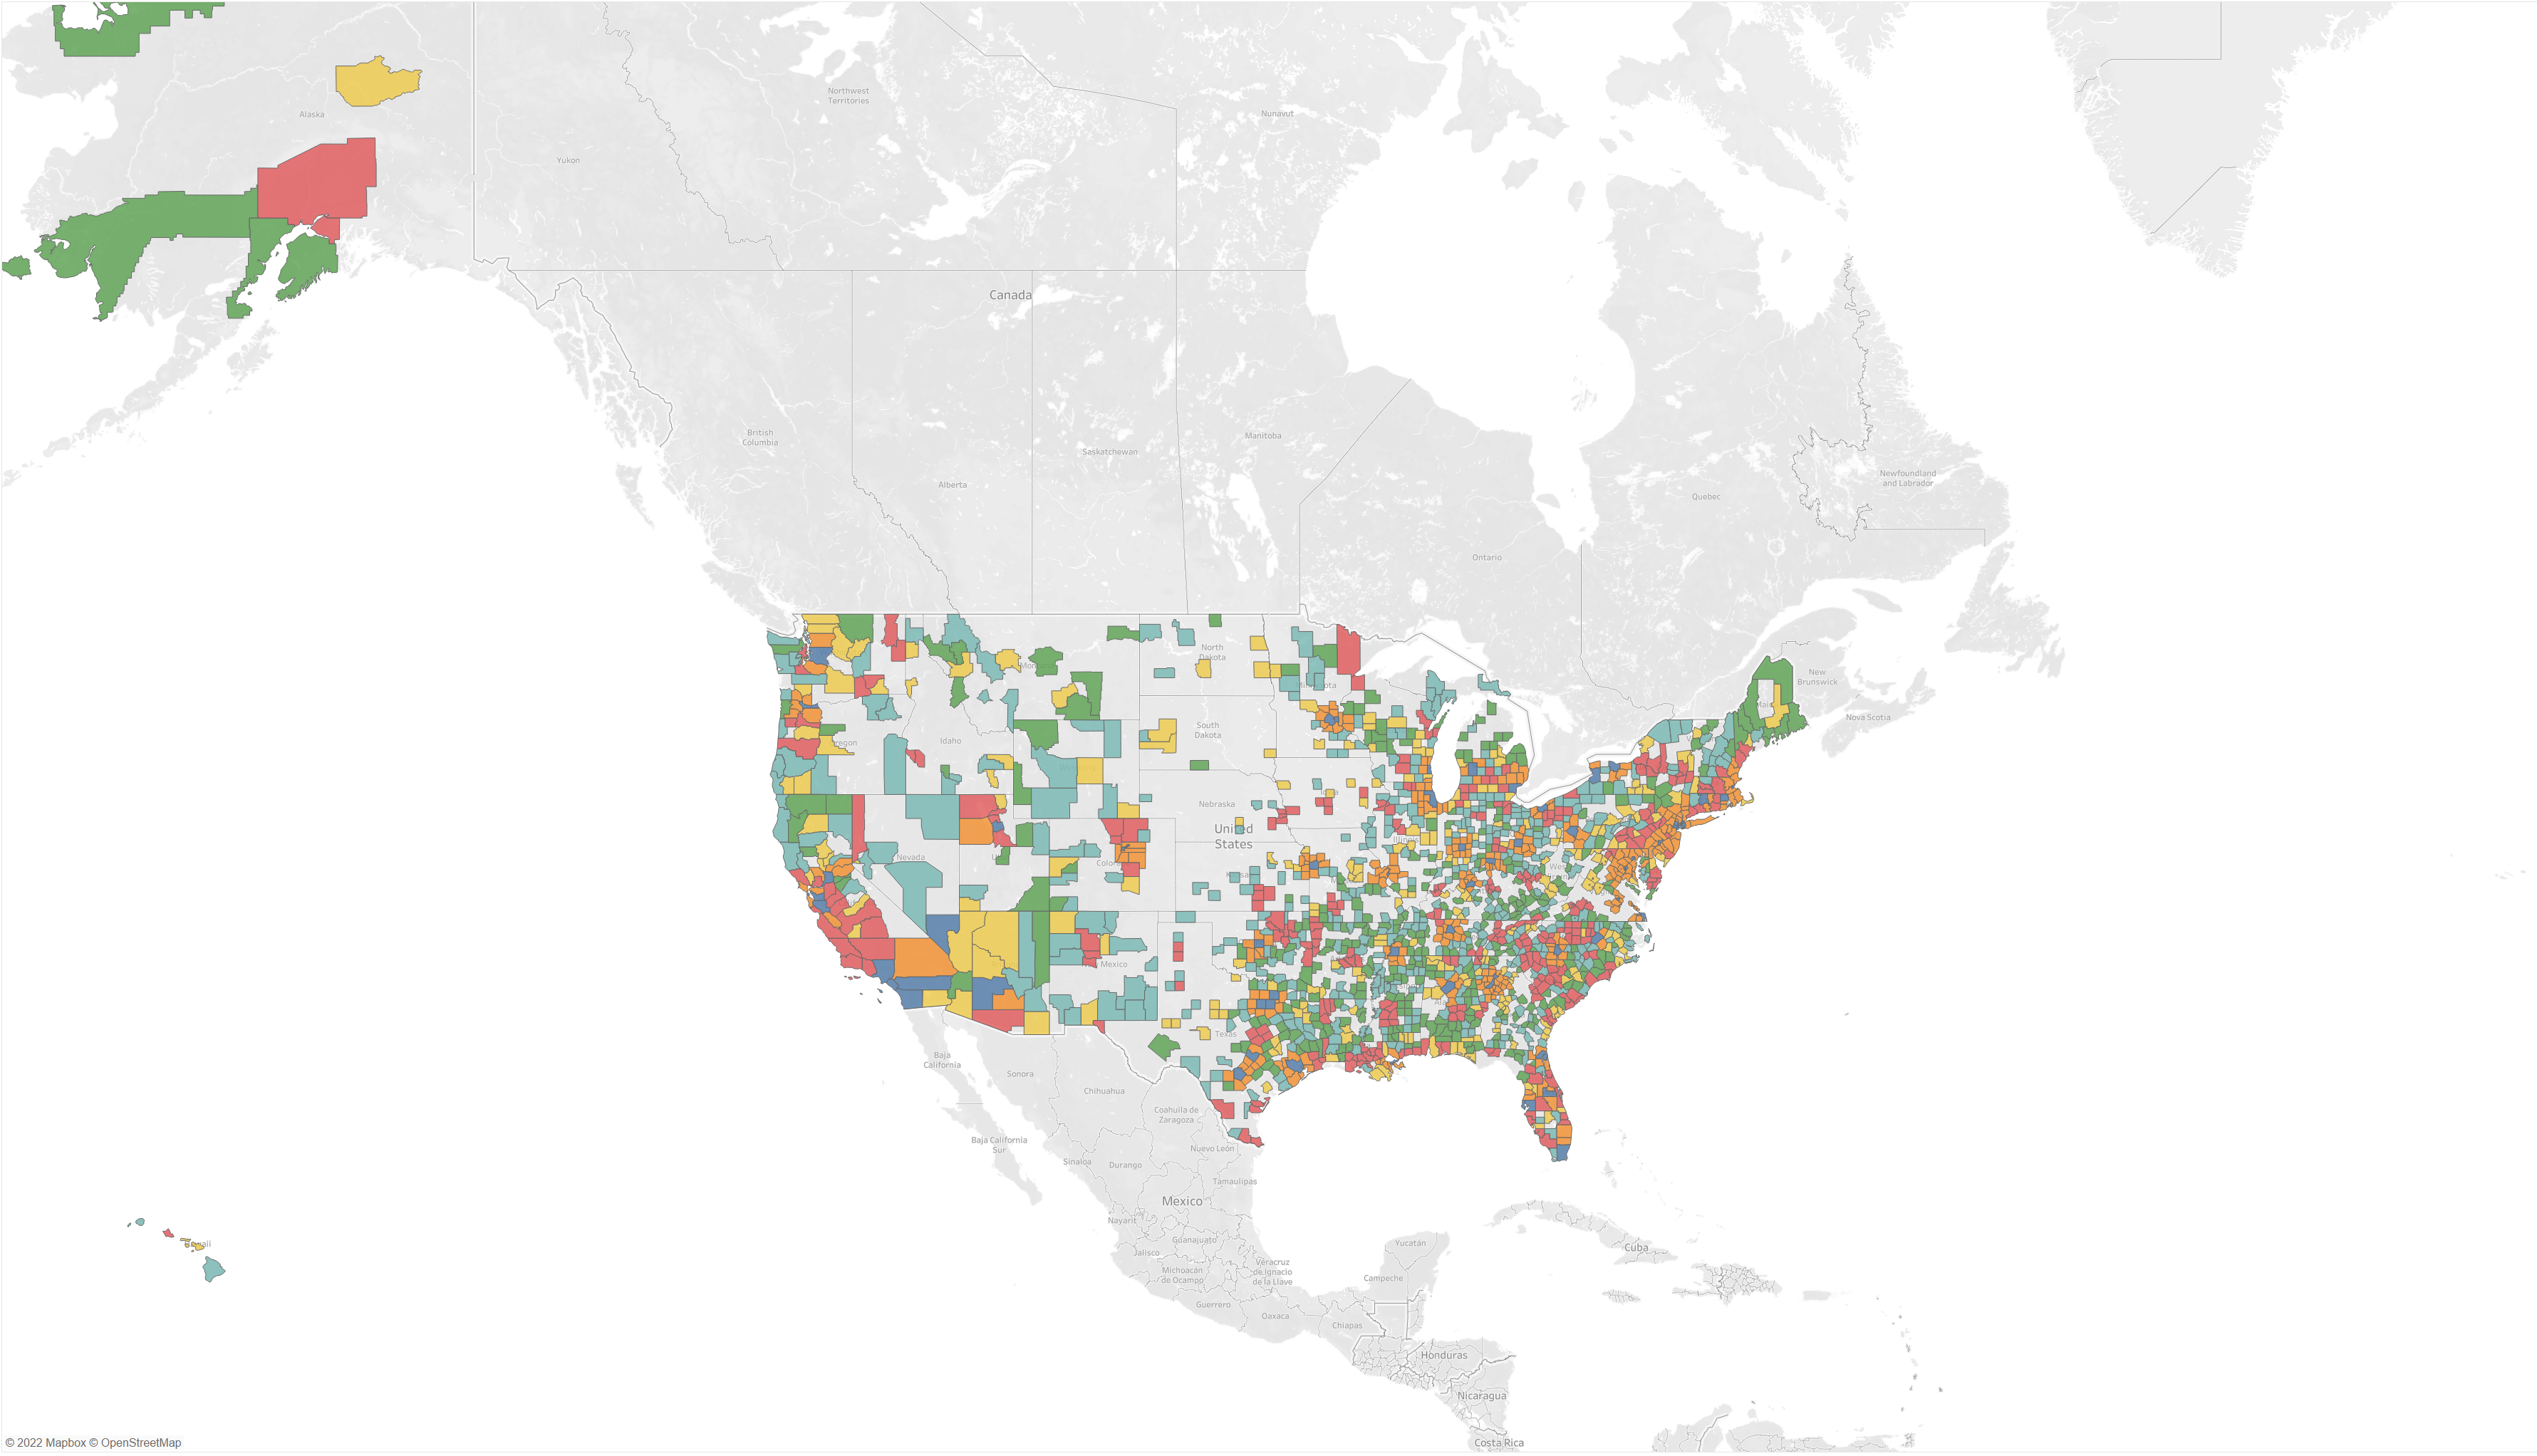 Northwest
Territories
Nunavut
Alaska
Yukon
Canada
British
Columbia
Manitoba
Saskatchewan
Newfoundland
and Labrador
Alberta
Quebec
Ontario
North
Dakota
New
Brunswick
Nova Scotia
South
Dakota
Idaho
Nebraska
United
States
Nevada
Texas
Baja
California
Sonora
Chihuahua
Coahuila de
Zaragoza
Baja California
Sur
Nuevo León
Sinaloa
Durango
Tamaulipas
Mexico
Nayarit
Guanajuato
Yucatán
Cuba
Jalisco
Veracruz
de Ignacio
de la Llave
Michoacán
de Ocampo
Campeche
Guerrero
Oaxaca
Chiapas
Honduras
Nicaragua
Costa Rica
© 2022 Mapbox © OpenStreetMap